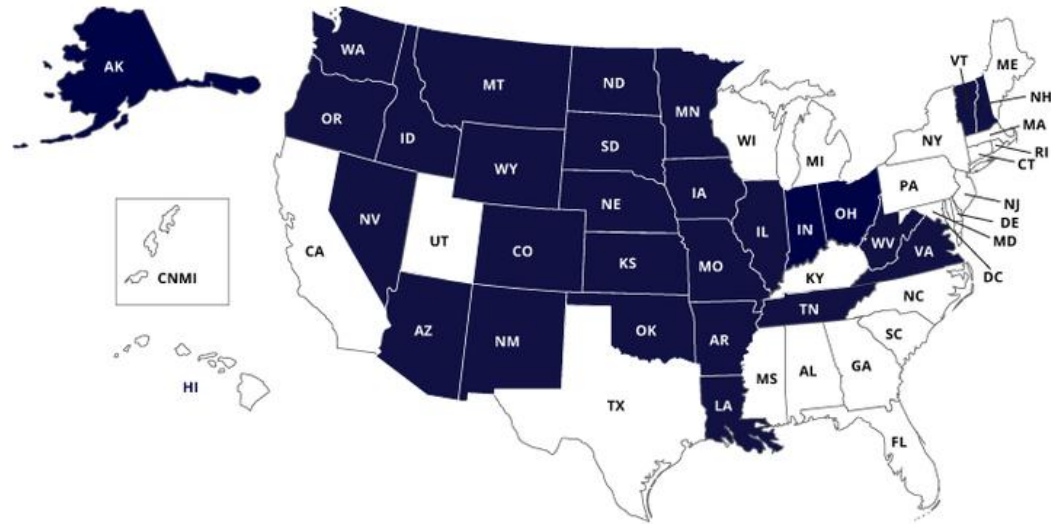 AK
WA
MT
ND
MN
OR
ID
WY
SD
WI
MI
NY
VT
ME
NH
MA
RI
CT
PA
NJ
DE
MD
DC
NV
UT
CO
NE
IA
IL
IN
OH
WV
VA
CA
KS
MO
KY
NC
TN
SC
AZ
NM
OK
AR
MS
AL
GA
TX
LA
FL
CNMI
HI